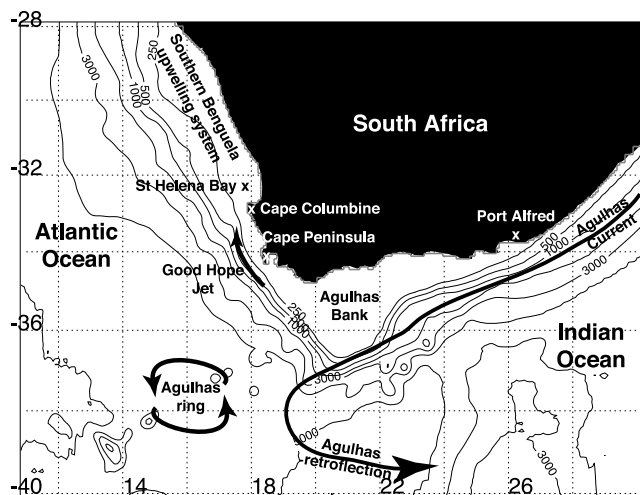 -28
3000
1000
500
250
Southern Benguela
upwelling system
South Africa
-32
St Helena Bay x
x Cape Columbine
Port Alfred
x
Cape Peninsula
x
Atlantic
Ocean
Good Hope
Jet
Agulhas
Current
500
1000
3000
250
500
1000
Agulhas
Bank
-36
Indian
Ocean
3000
Agulhas
ring
3000
Agulhas
retroflection
3000
-40
14
18
22
26